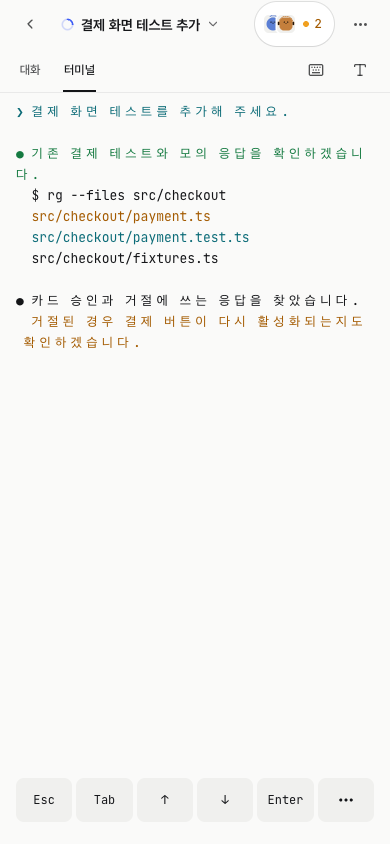 결제 화면 테스트 추가
2
대화 터미널
❯ 결제 화면 테스트를 추가해 주세요.
● 기존 결제 테스트와 모의 응답을 확인하겠습니
다.
$ rg --files src/checkout
src/checkout/payment.ts
src/checkout/payment.test.ts
src/checkout/fixtures.ts
● 카드 승인과 거절에 쓰는 응답을 찾았습니다.
거절된 경우 결제 버튼이 다시 활성화되는지도
확인하겠습니다.
Esc Tab ↑ ↓ Enter •••